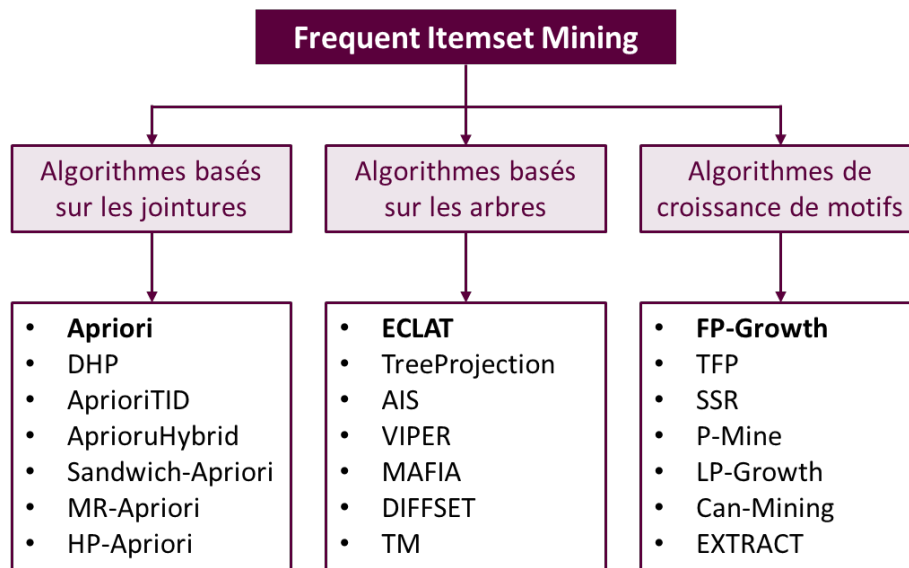 Frequent Itemset Mining
Algorithmes basés
sur les jointures
Algorithmes basés
sur les arbres
Algorithmes de
croissance de motifs
• Apriori
• DHP
• AprioriTID
• AprioruHybrid
• Sandwich-Apriori
• MR-Apriori
• HP-Apriori
• ECLAT
• TreeProjection
• AIS
• VIPER
• MAFIA
• DIFFSET
• TM
• FP-Growth
• TFP
• SSR
• P-Mine
• LP-Growth
• Can-Mining
• EXTRACT